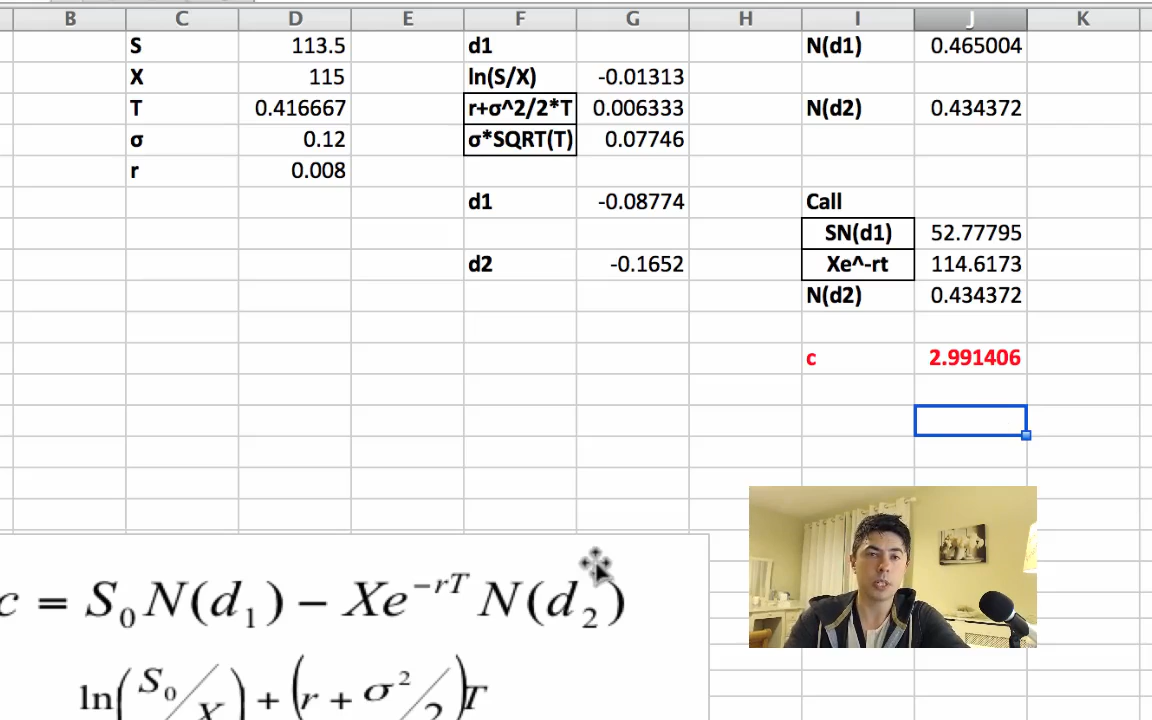 B C D E F G H I J K
S 113.5 d1 N(d1) 0.465004
X 115 ln(S/X) -0.01313
T 0.416667 r+σ^2/2*T 0.006333 N(d2) 0.434372
σ 0.12 σ*SQRT(T) 0.07746
r 0.008
d1 -0.08774 Call
SN(d1) 52.77795
d2 -0.1652 Xe^-rt 114.6173
N(d2) 0.434372
c 2.991406
c = S₀N(d₁) − Xe⁻ʳᵀ N(d₂)
ln(S₀/X) + (r + σ²/2)T